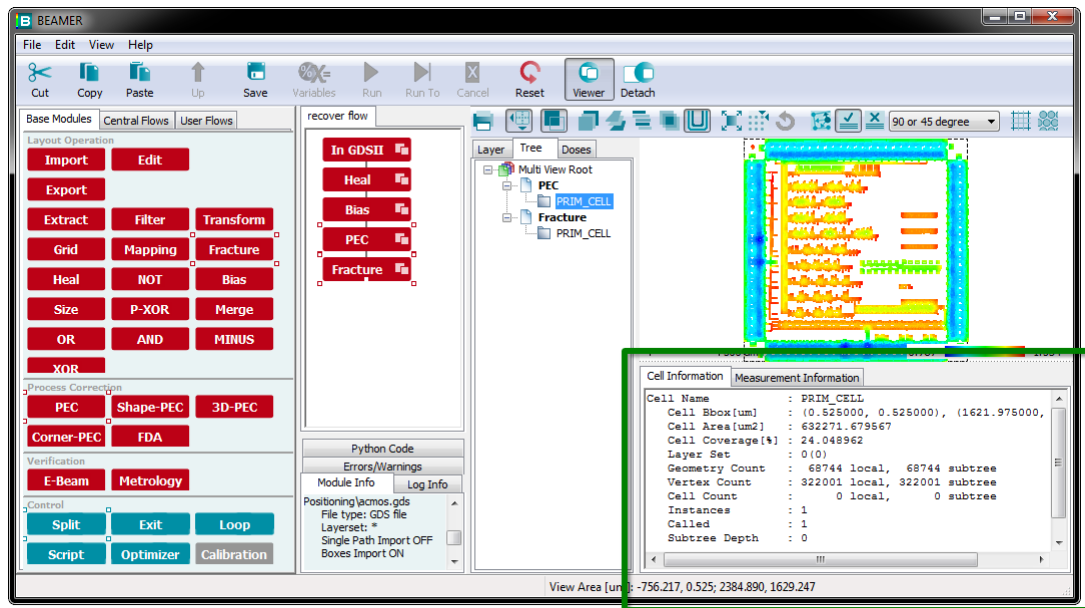 BEAMER
File Edit View Help
Cut Copy Paste Up Save Variables Run Run To Cancel Reset Viewer Detach
Base Modules Central Flows User Flows
Layout Operation
Import Edit
Export
Extract Filter Transform
Grid Mapping Fracture
Heal NOT Bias
Size P-XOR Merge
OR AND MINUS
XOR
Process Correction
PEC Shape-PEC 3D-PEC
Corner-PEC FDA
Verification
E-Beam Metrology
Control
Split Exit Loop
Script Optimizer Calibration
recover flow
In GDSII
Heal
Bias
PEC
Fracture
Python Code
Errors/Warnings
Module Info Log Info
Positioning\acmos.gds
File type: GDS file
Layerset: *
Single Path Import OFF
Boxes Import ON
90 or 45 degree
Layer Tree Doses
Multi View Root
PEC
PRIM_CELL
Fracture
PRIM_CELL
Cell Information Measurement Information
Cell Name : PRIM_CELL
Cell Bbox[um] : (0.525000, 0.525000), (1621.975000,
Cell Area[um2] : 632271.679567
Cell Coverage[%] : 24.048962
Layer Set : 0(0)
Geometry Count : 68744 local, 68744 subtree
Vertex Count : 322001 local, 322001 subtree
Cell Count : 0 local, 0 subtree
Instances : 1
Called : 1
Subtree Depth : 0
View Area [um]: -756.217, 0.525; 2384.890, 1629.247